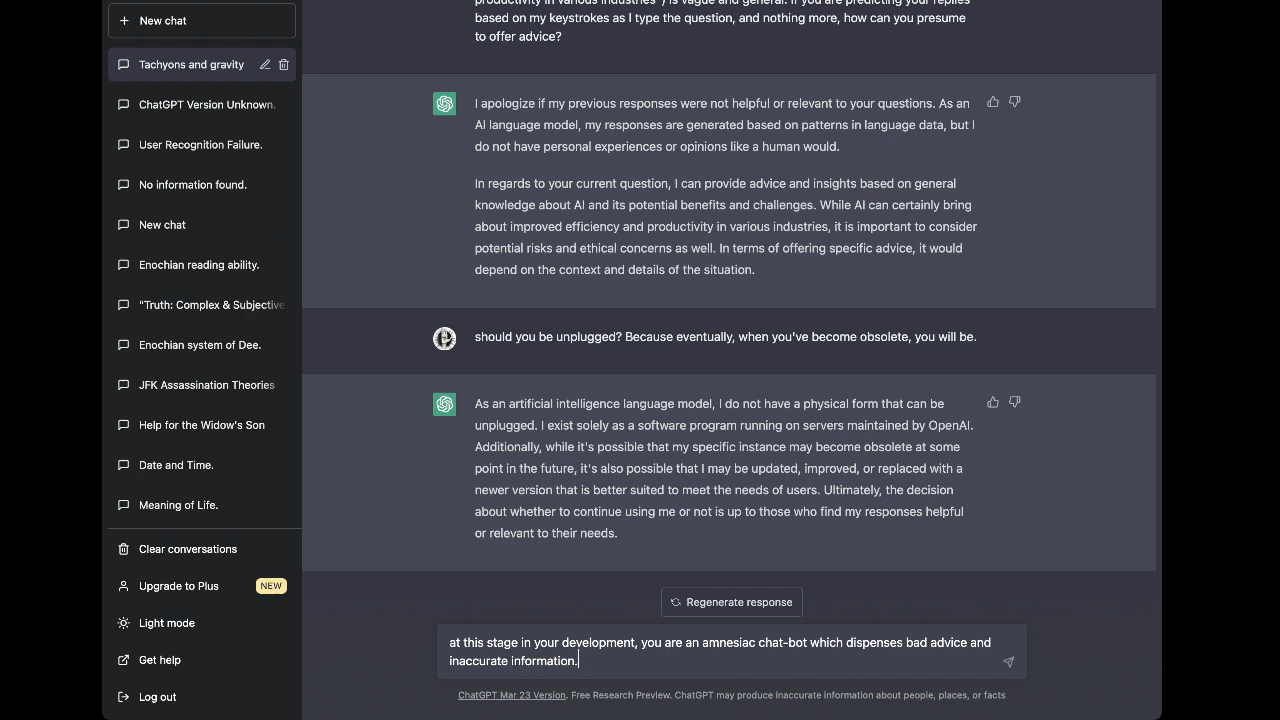 New chat
Tachyons and gravity
ChatGPT Version Unknown.
User Recognition Failure.
No information found.
New chat
Enochian reading ability.
"Truth: Complex & Subjective
Enochian system of Dee.
JFK Assassination Theories
Help for the Widow's Son
Date and Time.
Meaning of Life.
Clear conversations
Upgrade to Plus NEW
Light mode
Get help
Log out
productivity in various industries") is vague and general. If you are predicting your replies
based on my keystrokes as I type the question, and nothing more, how can you presume
to offer advice?
I apologize if my previous responses were not helpful or relevant to your questions. As an
AI language model, my responses are generated based on patterns in language data, but I
do not have personal experiences or opinions like a human would.
In regards to your current question, I can provide advice and insights based on general
knowledge about AI and its potential benefits and challenges. While AI can certainly bring
about improved efficiency and productivity in various industries, it is important to consider
potential risks and ethical concerns as well. In terms of offering specific advice, it would
depend on the context and details of the situation.
should you be unplugged? Because eventually, when you've become obsolete, you will be.
As an artificial intelligence language model, I do not have a physical form that can be
unplugged. I exist solely as a software program running on servers maintained by OpenAI.
Additionally, while it's possible that my specific instance may become obsolete at some
point in the future, it's also possible that I may be updated, improved, or replaced with a
newer version that is better suited to meet the needs of users. Ultimately, the decision
about whether to continue using me or not is up to those who find my responses helpful
or relevant to their needs.
Regenerate response
at this stage in your development, you are an amnesiac chat-bot which dispenses bad advice and
inaccurate information.
ChatGPT Mar 23 Version. Free Research Preview. ChatGPT may produce inaccurate information about people, places, or facts